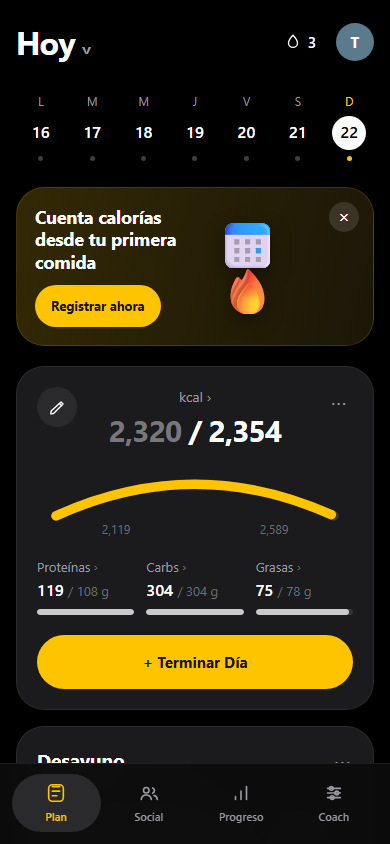 Hoy v
3
T
L M M J V S D
16 17 18 19 20 21 22
Cuenta calorías
desde tu primera
comida
Registrar ahora
kcal ›
2,320 / 2,354
2,119 2,589
Proteínas › Carbs › Grasas ›
119 / 108 g 304 / 304 g 75 / 78 g
+ Terminar Día
Desayuno
Plan Social Progreso Coach